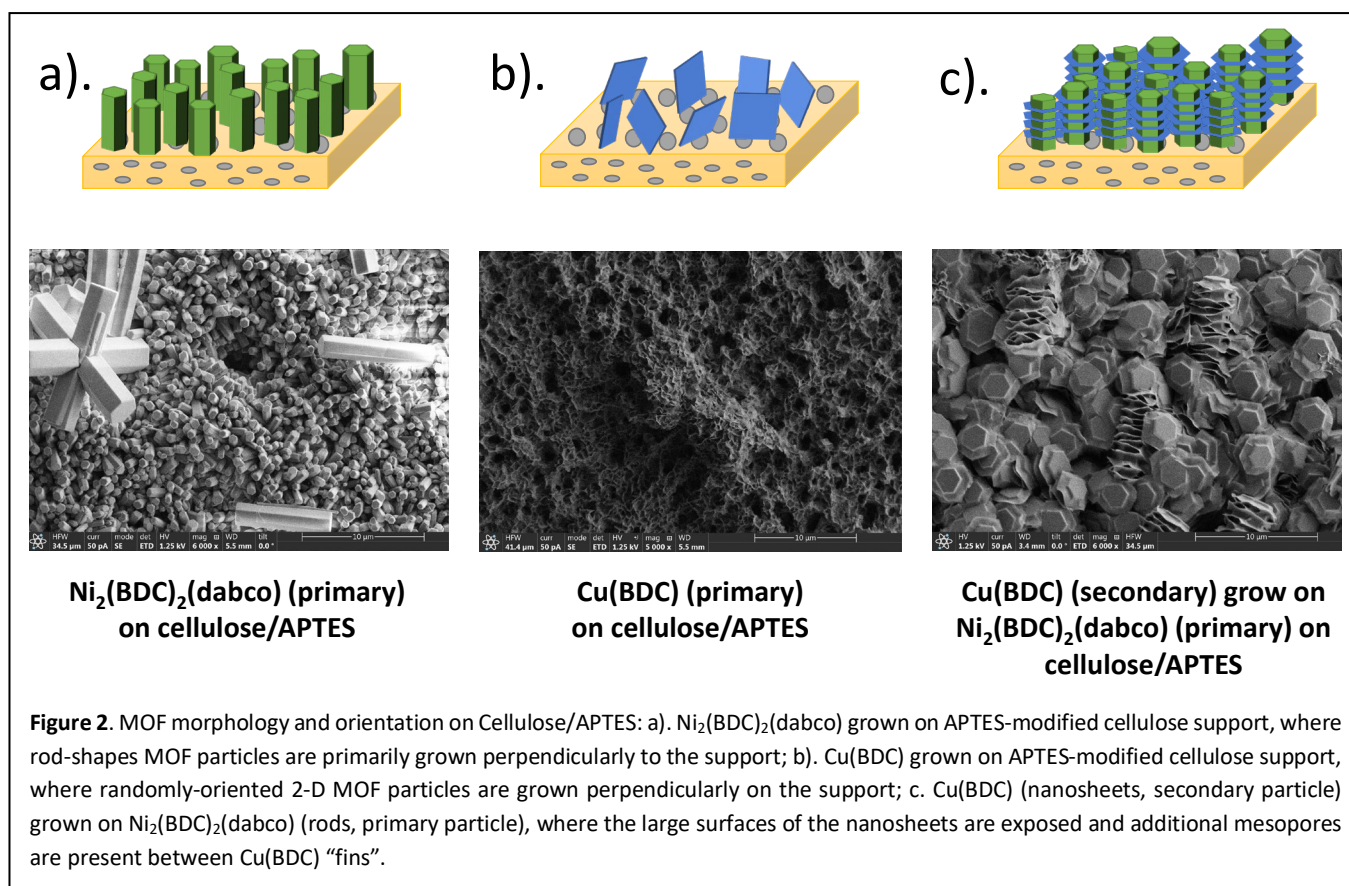 a).
b).
c).
HFW curr mode det HV mag WD tilt
34.5 µm 50 pA SE ETD 1.25 kV 6 000 x 5.5 mm 0.0 °
10 µm
HFW curr mode det HV mag WD
41.4 µm 50 pA SE ETD 1.25 kV 5 000 x 5.5 mm
10 µm
HV curr WD mode tilt det mag HFW
1.25 kV 50 pA 3.4 mm SE 0.0 ° ETD 6 000 x 34.5 µm
10 µm
Ni₂(BDC)₂(dabco) (primary)
on cellulose/APTES
Cu(BDC) (primary)
on cellulose/APTES
Cu(BDC) (secondary) grow on
Ni₂(BDC)₂(dabco) (primary) on
cellulose/APTES
Figure 2. MOF morphology and orientation on Cellulose/APTES: a). Ni₂(BDC)₂(dabco) grown on APTES-modified cellulose support, where
rod-shapes MOF particles are primarily grown perpendicularly to the support; b). Cu(BDC) grown on APTES-modified cellulose support,
where randomly-oriented 2-D MOF particles are grown perpendicularly on the support; c. Cu(BDC) (nanosheets, secondary particle)
grown on Ni₂(BDC)₂(dabco) (rods, primary particle), where the large surfaces of the nanosheets are exposed and additional mesopores
are present between Cu(BDC) “fins”.